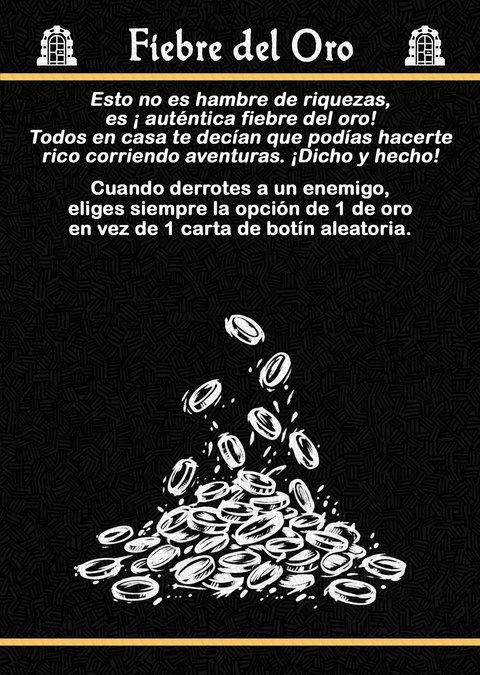 Fiebre del Oro
Esto no es hambre de riquezas,
es ¡ auténtica fiebre del oro!
Todos en casa te decían que podías hacerte
rico corriendo aventuras. ¡Dicho y hecho!
Cuando derrotes a un enemigo,
eliges siempre la opción de 1 de oro
en vez de 1 carta de botín aleatoria.